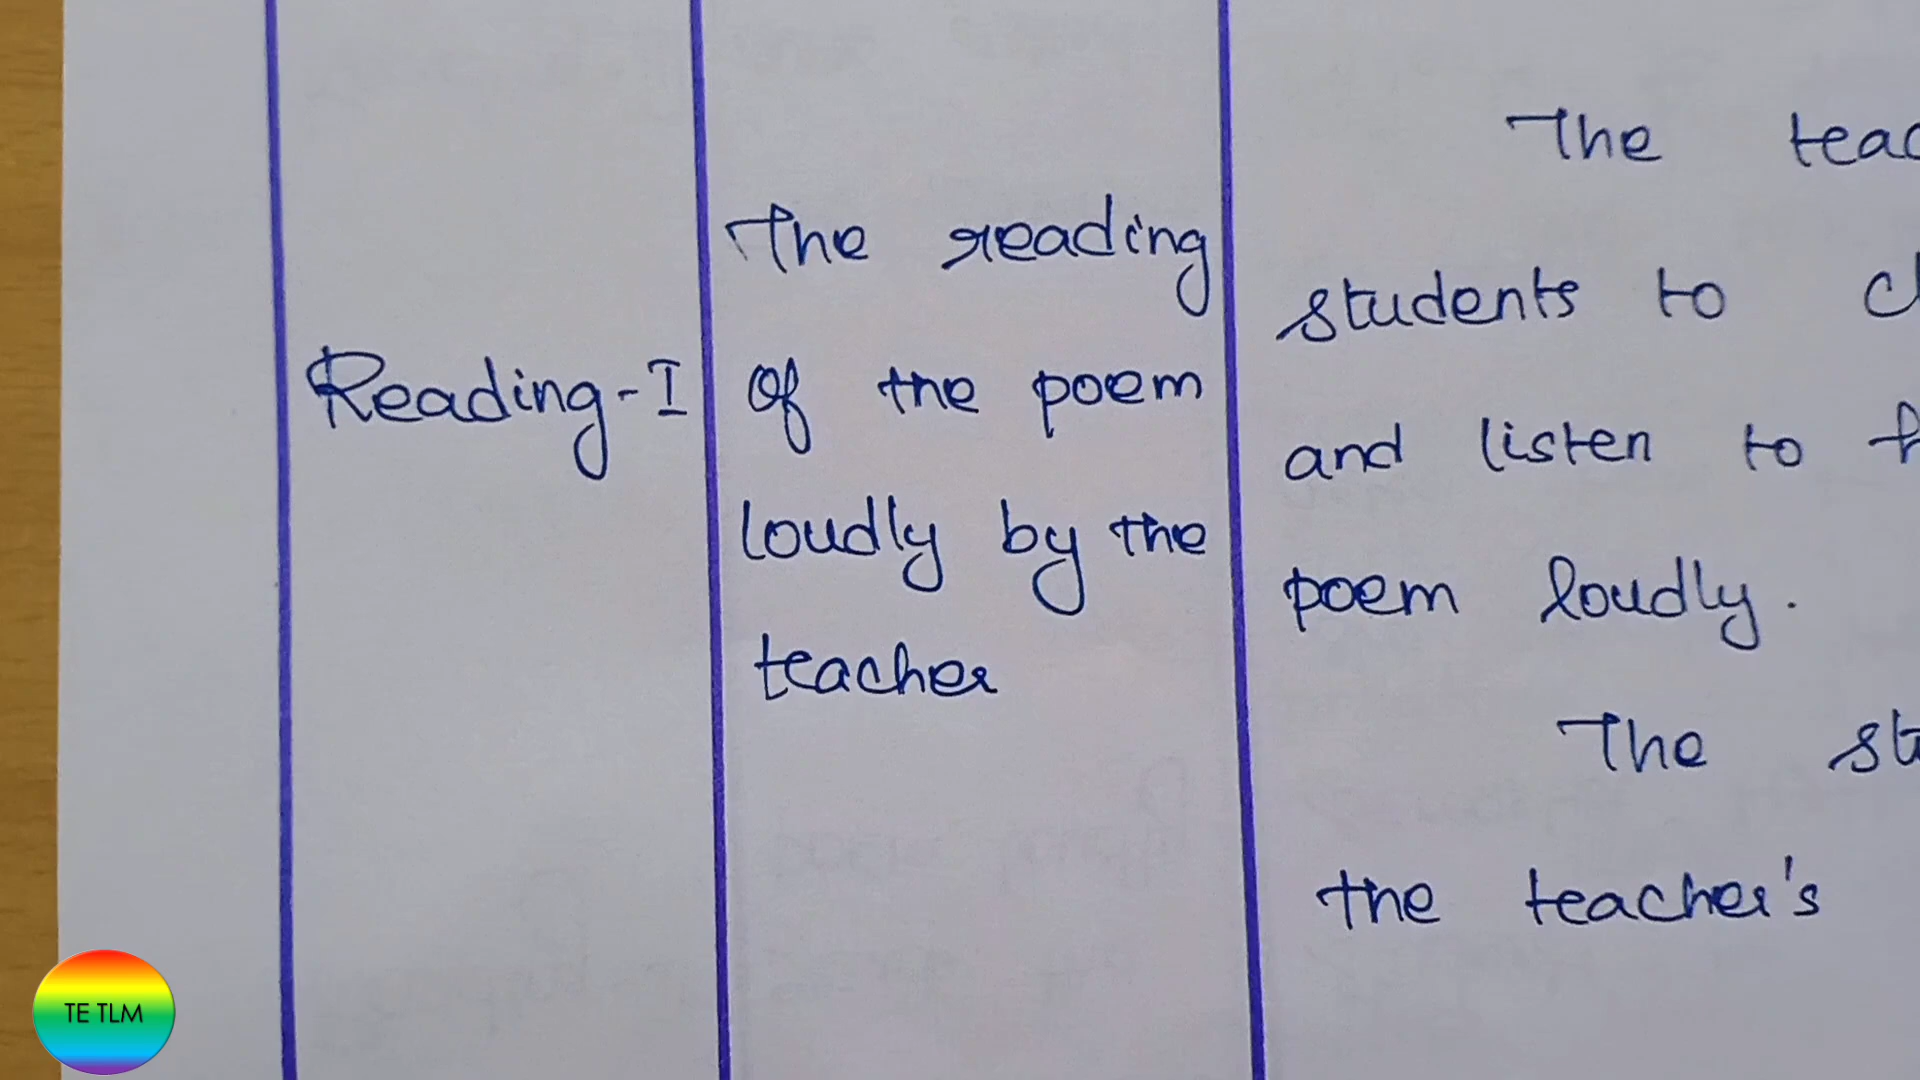 Reading-I
The reading
of the poem
loudly by the
teacher
The
students to
and listen to
poem loudly.
The
the teacher's
TE TLM